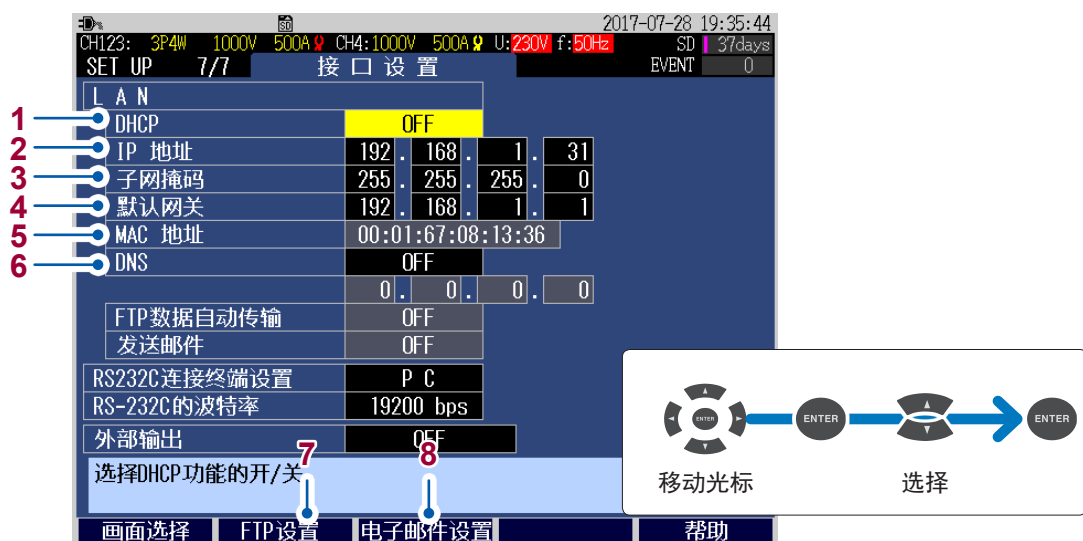 SD 2017-07-28 19:35:44
CH123: 3P4W 1000V 500A CH4:1000V 500A U:230V f:50Hz SD 37days
SET UP 7/7 接口设置 EVENT 0
LAN
1 DHCP OFF
2 IP 地址 192. 168. 1. 31
3 子网掩码 255. 255. 255. 0
4 默认网关 192. 168. 1. 1
5 MAC 地址 00:01:67:08:13:36
6 DNS OFF
0. 0. 0. 0
FTP数据自动传输 OFF
发送邮件 OFF
RS232C连接终端设置 P C
RS-232C的波特率 19200 bps
外部输出 OFF
7 8
选择DHCP功能的开/关
画面选择 FTP设置 电子邮件设置 帮助
ENTER ENTER ENTER
移动光标 选择